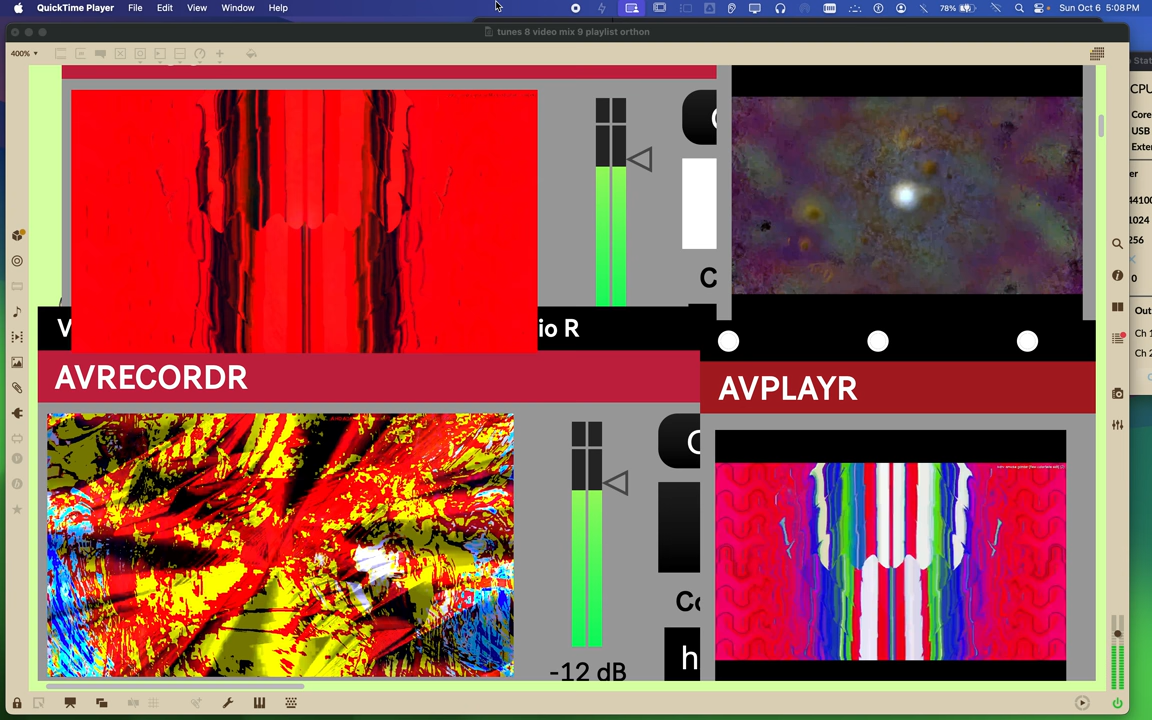 QuickTime Player File Edit View Window Help 78% Sun Oct 6 5:08 PM
tunes 8 video mix 9 playlist orthon
400%
Stat
CPU
Core
USB
Exter
er
44100
1024
256
0
Out
Ch 1
Ch 2
C
V
io R
AVRECORDR
AVPLAYR
C
Co
h
-12 dB